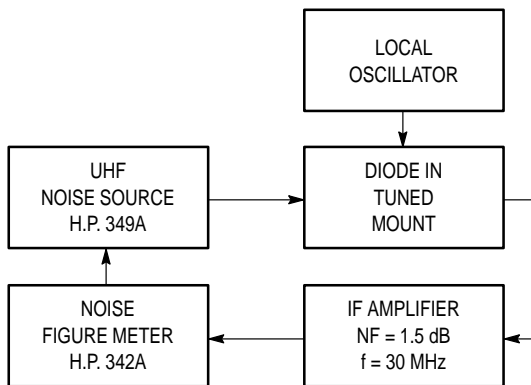 LOCAL
OSCILLATOR
UHF
NOISE SOURCE
H.P. 349A
DIODE IN
TUNED
MOUNT
NOISE
FIGURE METER
H.P. 342A
IF AMPLIFIER
NF = 1.5 dB
f = 30 MHz